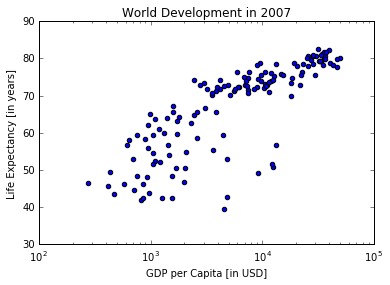 World Development in 2007
Life Expectancy [in years]
90
80
70
60
50
40
30
10² 10³ 10⁴ 10⁵
GDP per Capita [in USD]